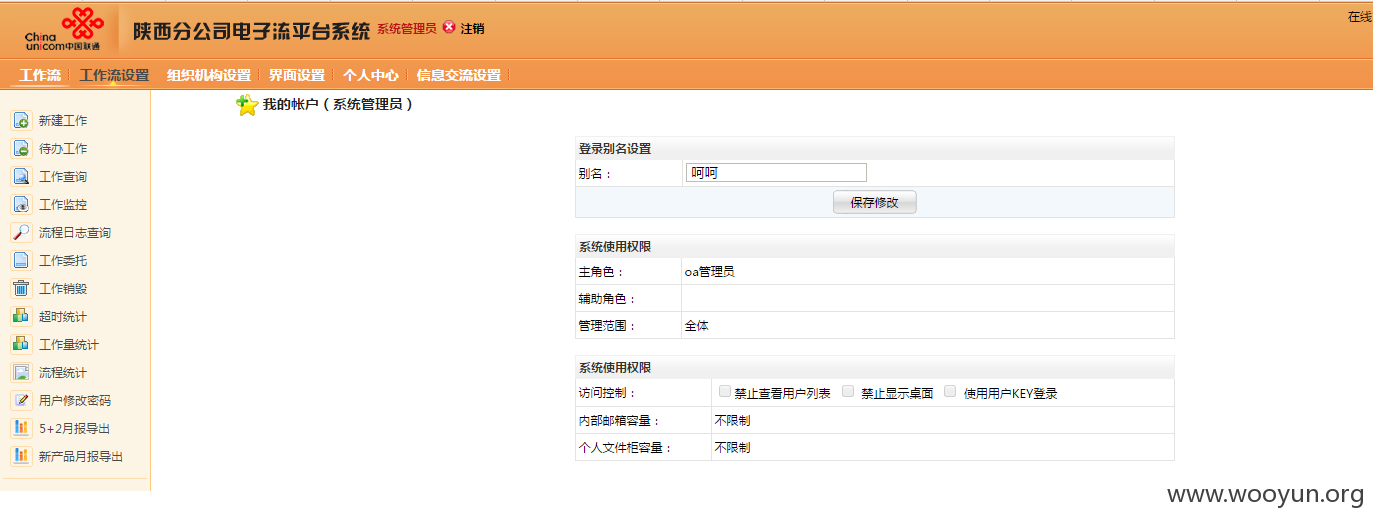 China unicom中国联通
陕西分公司电子流平台系统 系统管理员 注销 在线
工作流 工作流设置 组织机构设置 界面设置 个人中心 信息交流设置
我的帐户（系统管理员）
新建工作
待办工作
工作查询
工作监控
流程日志查询
工作委托
工作销毁
超时统计
工作量统计
流程统计
用户修改密码
5+2月报导出
新产品月报导出
登录别名设置
别名： 呵呵
保存修改
系统使用权限
主角色： oa管理员
辅助角色：
管理范围： 全体
系统使用权限
访问控制： 禁止查看用户列表 禁止显示桌面 使用用户KEY登录
内部邮箱容量： 不限制
个人文件柜容量： 不限制
www.wooyun.org